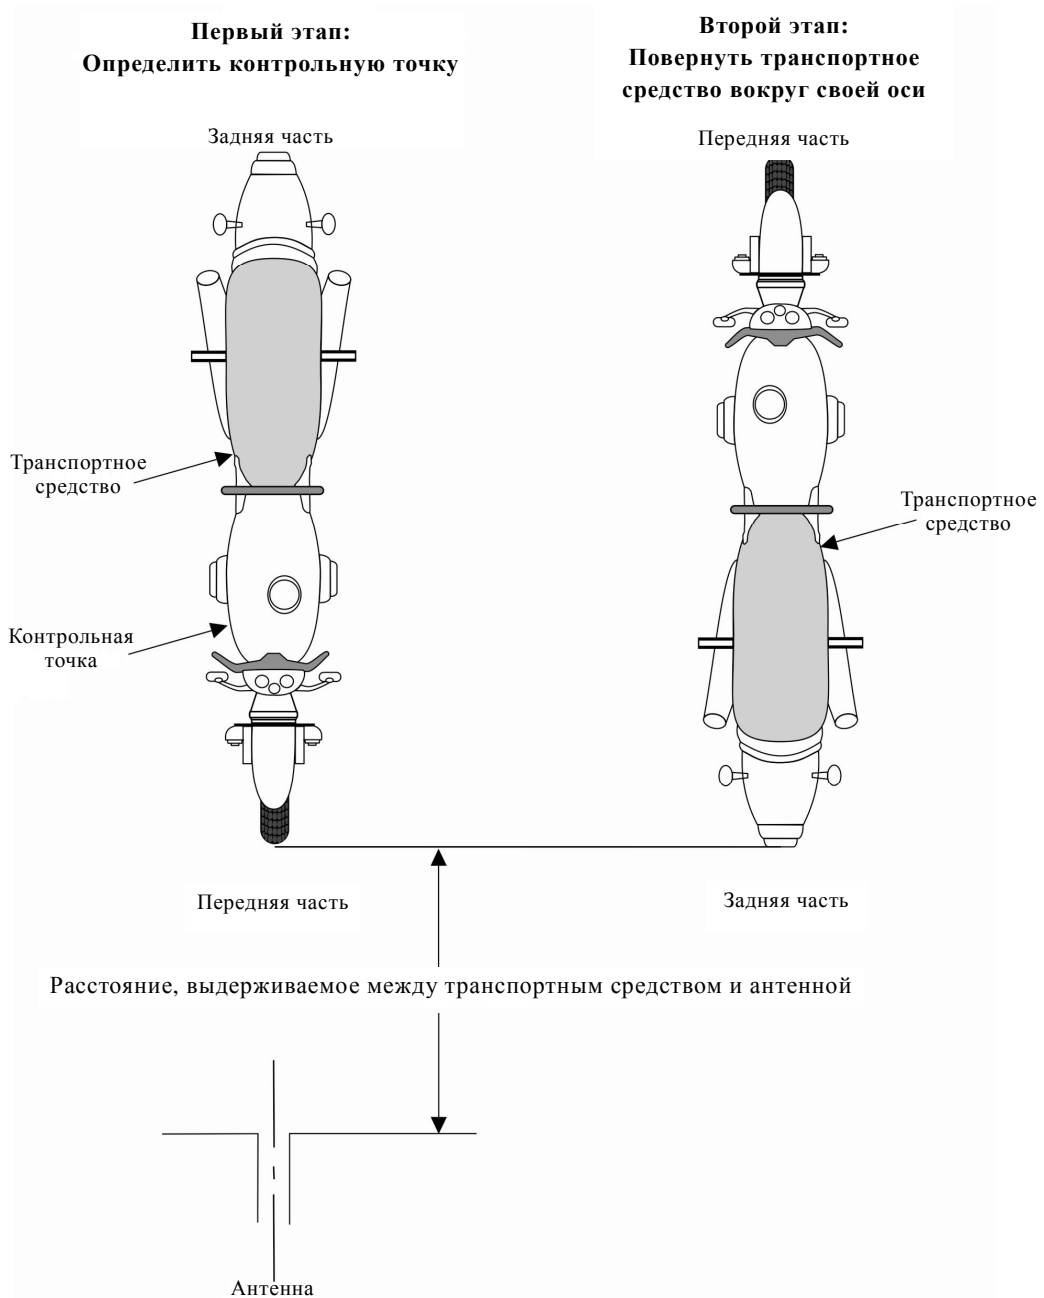 Первый этап:
Определить контрольную точку
Второй этап:
Повернуть транспортное
средство вокруг своей оси
Задняя часть
Передняя часть
Транспортное
средство
Транспортное
средство
Контрольная
точка
Передняя часть
Задняя часть
Расстояние, выдерживаемое между транспортным средством и антенной
Антенна